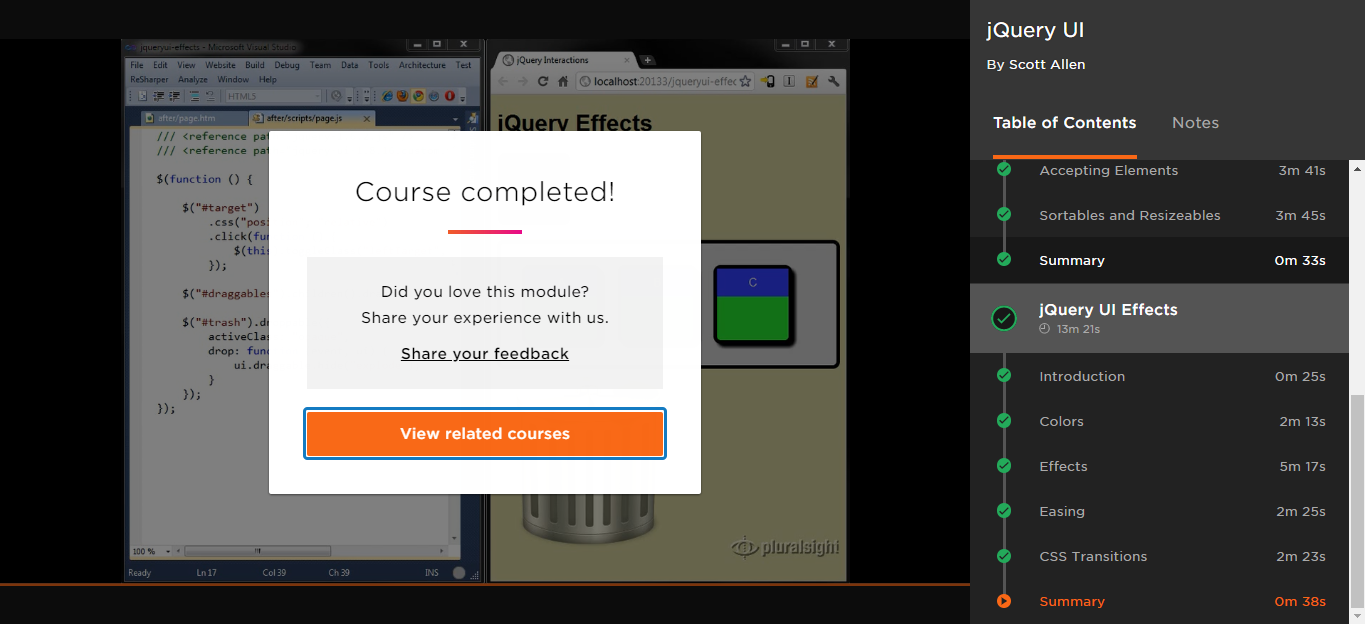 jqueryui-effects - Microsoft Visual Studio
File Edit View Website Build Debug Team Data Tools Architecture Test
ReSharper Analyze Window Help
HTML5
after/page.htm after/scripts/page.js
/// <reference pat
/// <reference pat
$(function () {
$("#target")
.css("posi
.click(fun
$(this
});
$("#draggables
$("#trash").dr
activeClas
drop: func
ui.dra
}
});
});
100 %
Ready Ln 17 Col 39 Ch 39 INS
jQuery Interactions
localhost:20133/jqueryui-effec
jQuery Effects
C
pluralsight
Course completed!
Did you love this module?
Share your experience with us.
Share your feedback
View related courses
jQuery UI
By Scott Allen
Table of Contents Notes
Accepting Elements 3m 41s
Sortables and Resizeables 3m 45s
Summary 0m 33s
jQuery UI Effects
13m 21s
Introduction 0m 25s
Colors 2m 13s
Effects 5m 17s
Easing 2m 25s
CSS Transitions 2m 23s
Summary 0m 38s